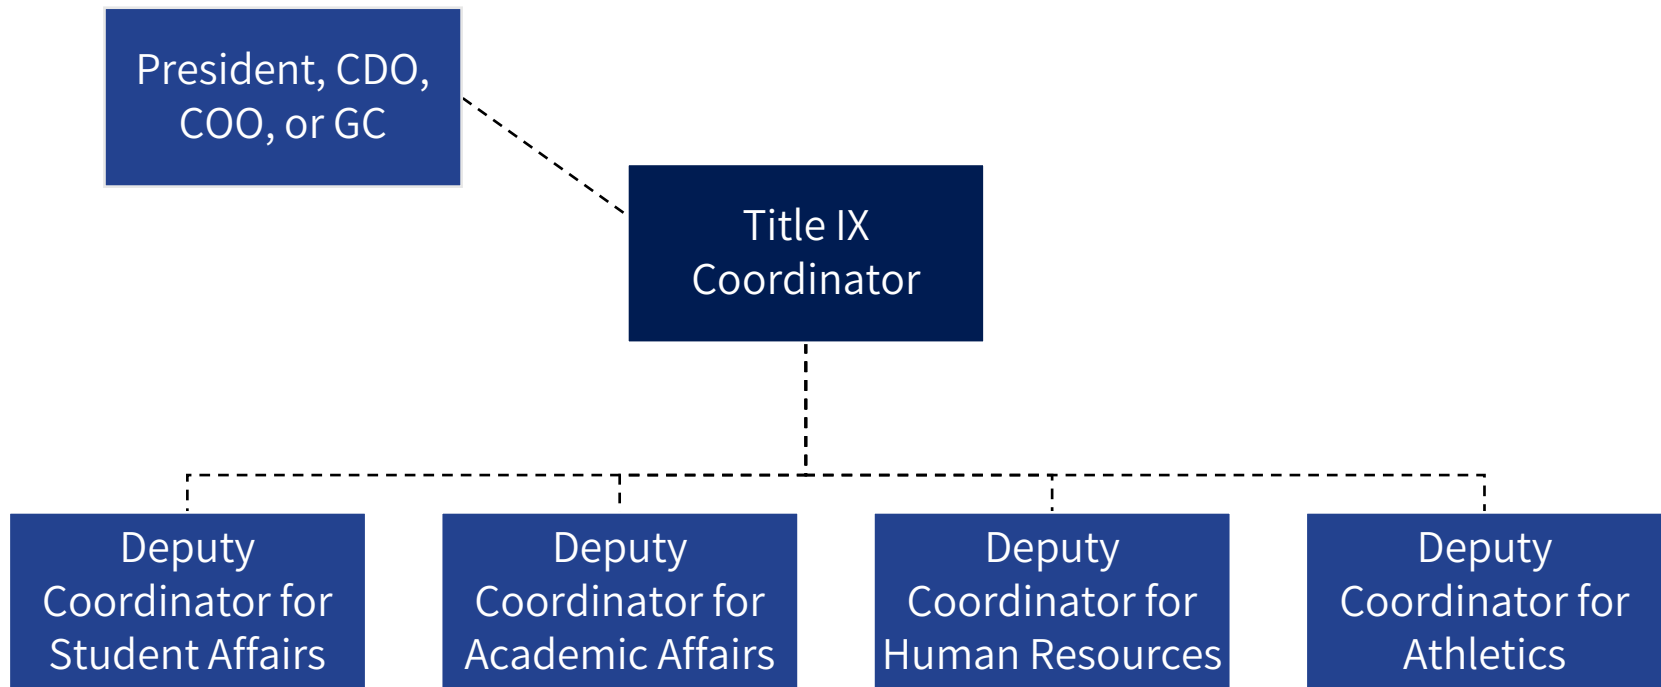 President, CDO,
COO, or GC
Title IX
Coordinator
Deputy
Coordinator for
Student Affairs
Deputy
Coordinator for
Academic Affairs
Deputy
Coordinator for
Human Resources
Deputy
Coordinator for
Athletics